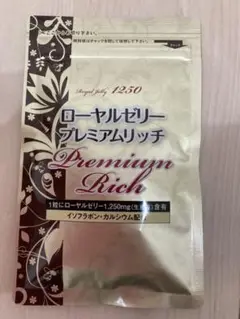 Royal Jelly 1250
ローヤルゼリー
プレミアムリッチ
Premium
Rich
1粒にローヤルゼリー1,250mg(生換算)含有
イソフラボン・カルシウム配